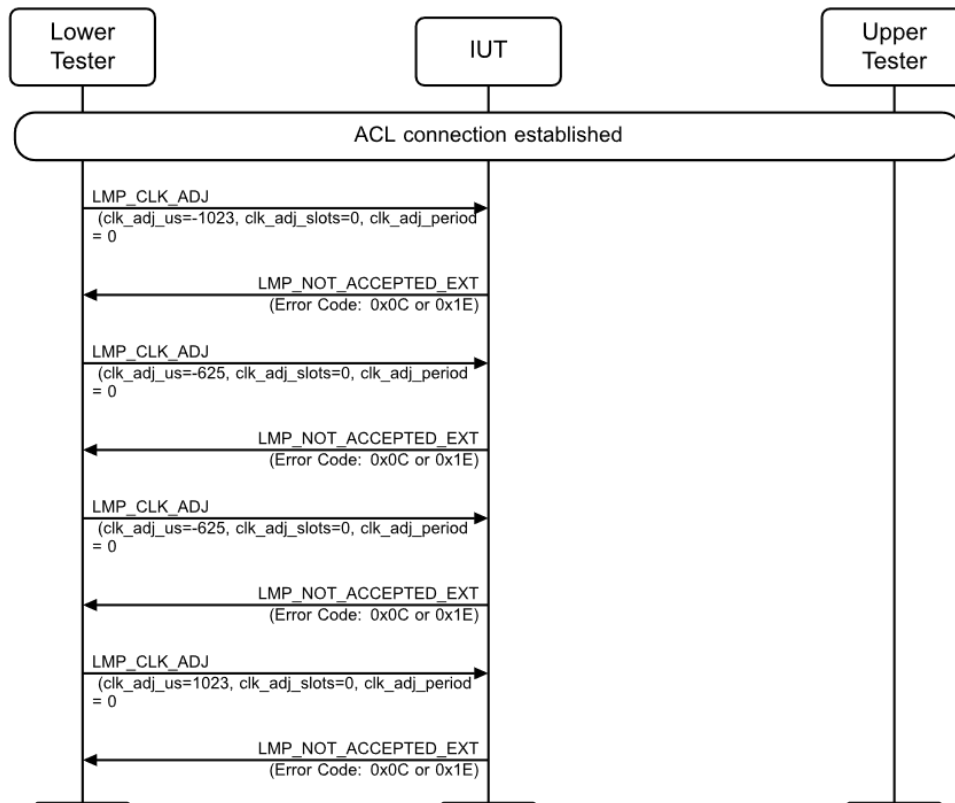 Lower
Tester
IUT
Upper
Tester
ACL connection established
LMP_CLK_ADJ
(clk_adj_us=-1023, clk_adj_slots=0, clk_adj_period
= 0
LMP_NOT_ACCEPTED_EXT
(Error Code: 0x0C or 0x1E)
LMP_CLK_ADJ
(clk_adj_us=-625, clk_adj_slots=0, clk_adj_period
= 0
LMP_NOT_ACCEPTED_EXT
(Error Code: 0x0C or 0x1E)
LMP_CLK_ADJ
(clk_adj_us=-625, clk_adj_slots=0, clk_adj_period
= 0
LMP_NOT_ACCEPTED_EXT
(Error Code: 0x0C or 0x1E)
LMP_CLK_ADJ
(clk_adj_us=1023, clk_adj_slots=0, clk_adj_period
= 0
LMP_NOT_ACCEPTED_EXT
(Error Code: 0x0C or 0x1E)